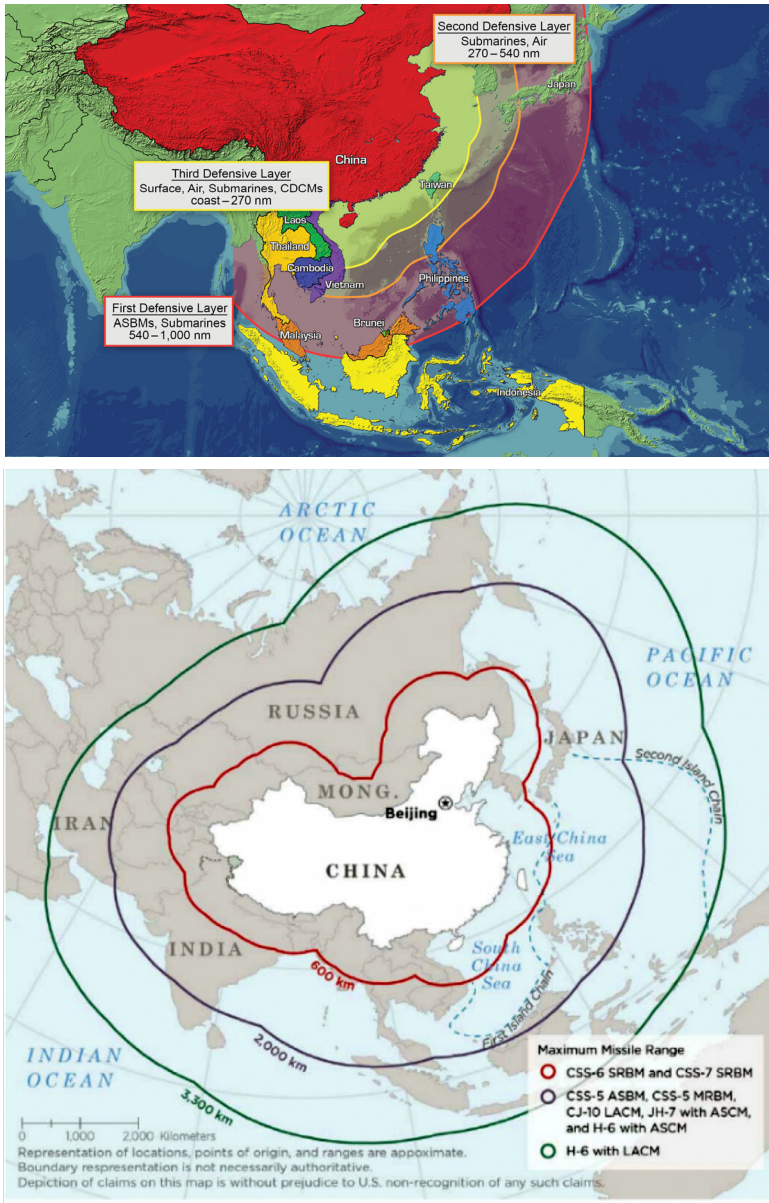 Second Defensive Layer
Submarines, Air
270 – 540 nm
Japan
China
Third Defensive Layer
Surface, Air, Submarines, CDCMs
coast – 270 nm
Taiwan
Laos
Thailand
Cambodia
Vietnam
Philippines
First Defensive Layer
ASBMs, Submarines
540 – 1,000 nm
Brunei
Malaysia
Indonesia
ARCTIC
OCEAN
PACIFIC
OCEAN
RUSSIA
JAPAN
Second Island Chain
MONG.
Beijing
IRAN
East China
Sea
CHINA
INDIA
South
China
Sea
600 km
First Island Chain
2,000 km
INDIAN
OCEAN
3,300 km
Maximum Missile Range
CSS-6 SRBM and CSS-7 SRBM
CSS-5 ASBM, CSS-5 MRBM,
CJ-10 LACM, JH-7 with ASCM,
and H-6 with ASCM
H-6 with LACM
0 1,000 2,000 Kilometers
Representation of locations, points of origin, and ranges are appoximate.
Boundary respresentation is not necessarily authoritative.
Depiction of claims on this map is without prejudice to U.S. non-recognition of any such claims.